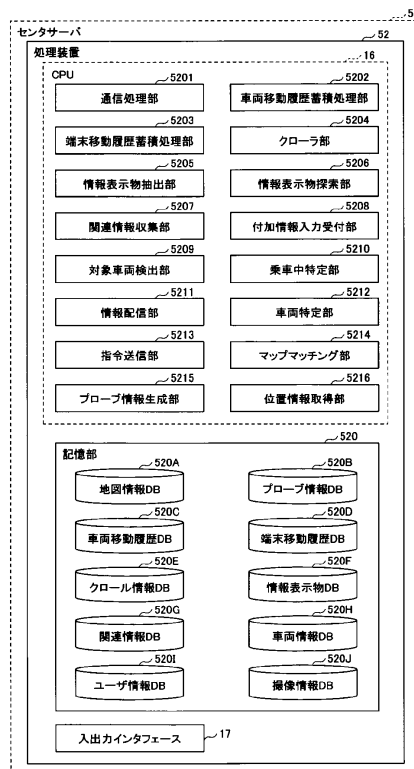 5
センタサーバ
52
処理装置
16
CPU
5201
通信処理部
5202
車両移動履歴蓄積処理部
5203
端末移動履歴蓄積処理部
5204
クローラ部
5205
情報表示物抽出部
5206
情報表示物探索部
5207
関連情報収集部
5208
付加情報入力受付部
5209
対象車両検出部
5210
乗車中特定部
5211
情報配信部
5212
車両特定部
5213
指令送信部
5214
マップマッチング部
5215
プローブ情報生成部
5216
位置情報取得部
520
記憶部
520A
地図情報DB
520B
プローブ情報DB
520C
車両移動履歴DB
520D
端末移動履歴DB
520E
クロール情報DB
520F
情報表示物DB
520G
関連情報DB
520H
車両情報DB
520I
ユーザ情報DB
520J
撮像情報DB
入出力インタフェース
17